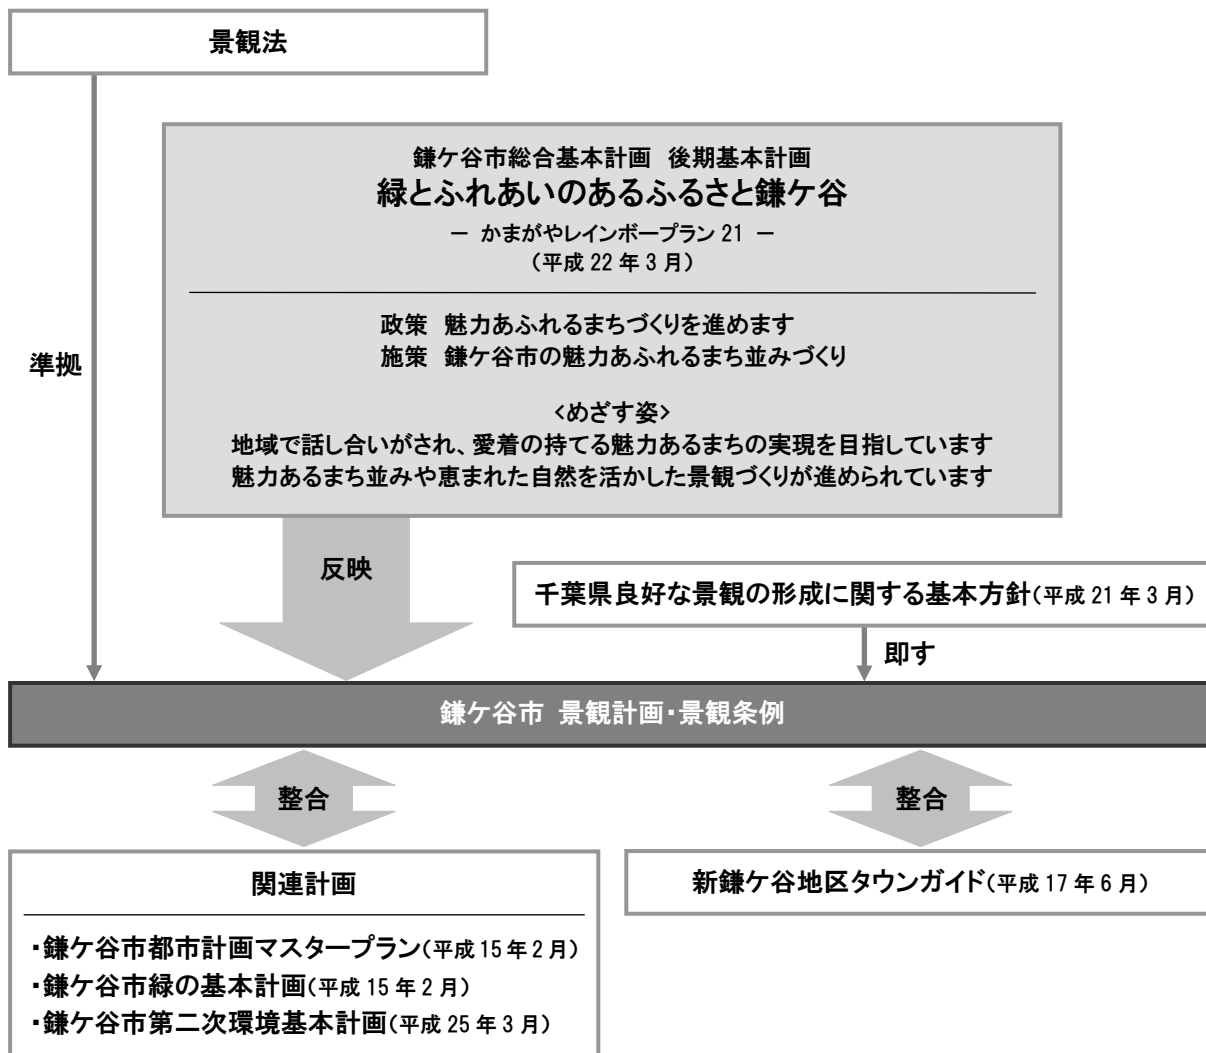 景観法
鎌ケ谷市総合基本計画 後期基本計画
緑とふれあいのあるふるさと鎌ケ谷
－ かまがやレインボープラン 21 －
（平成 22 年 3 月）
政策 魅力あふれるまちづくりを進めます
施策 鎌ケ谷市の魅力あふれるまち並みづくり
<めざす姿>
地域で話し合いがされ、愛着の持てる魅力あるまちの実現を目指しています
魅力あるまち並みや恵まれた自然を活かした景観づくりが進められています
準拠
反映
千葉県良好な景観の形成に関する基本方針（平成 21 年 3 月）
即す
鎌ケ谷市 景観計画・景観条例
整合
整合
関連計画
・鎌ケ谷市都市計画マスタープラン（平成 15 年 2 月）
・鎌ケ谷市緑の基本計画（平成 15 年 2 月）
・鎌ケ谷市第二次環境基本計画（平成 25 年 3 月）
新鎌ケ谷地区タウンガイド（平成 17 年 6 月）